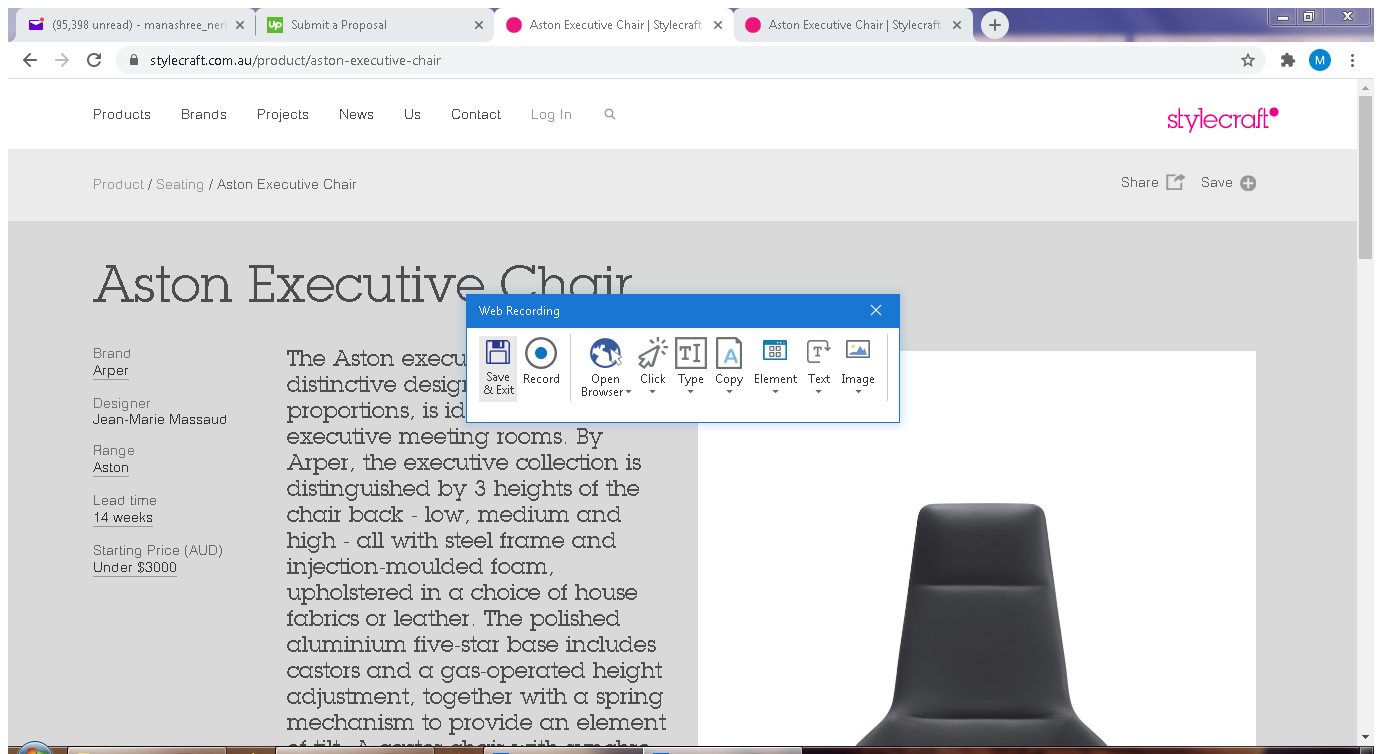 (95,398 unread) - manashree_ner
Up
Submit a Proposal
Aston Executive Chair | Stylecraft
Aston Executive Chair | Stylecraft
stylecraft.com.au/product/aston-executive-chair
M
Products
Brands
Projects
News
Us
Contact
Log In
stylecraft
Product / Seating / Aston Executive Chair
Share
Save
Aston Executive Chair
Brand
Arper
Designer
Jean-Marie Massaud
Range
Aston
Lead time
14 weeks
Starting Price (AUD)
Under $3000
The Aston execu
distinctive desig
proportions, is id
executive meeting rooms. By
Arper, the executive collection is
distinguished by 3 heights of the
chair back - low, medium and
high - all with steel frame and
injection-moulded foam,
upholstered in a choice of house
fabrics or leather. The polished
aluminium five-star base includes
castors and a gas-operated height
adjustment, together with a spring
mechanism to provide an element
of tilt. A castor chair with
Web Recording
Save
& Exit
Record
Open
Browser
Click
Type
Copy
Element
Text
Image